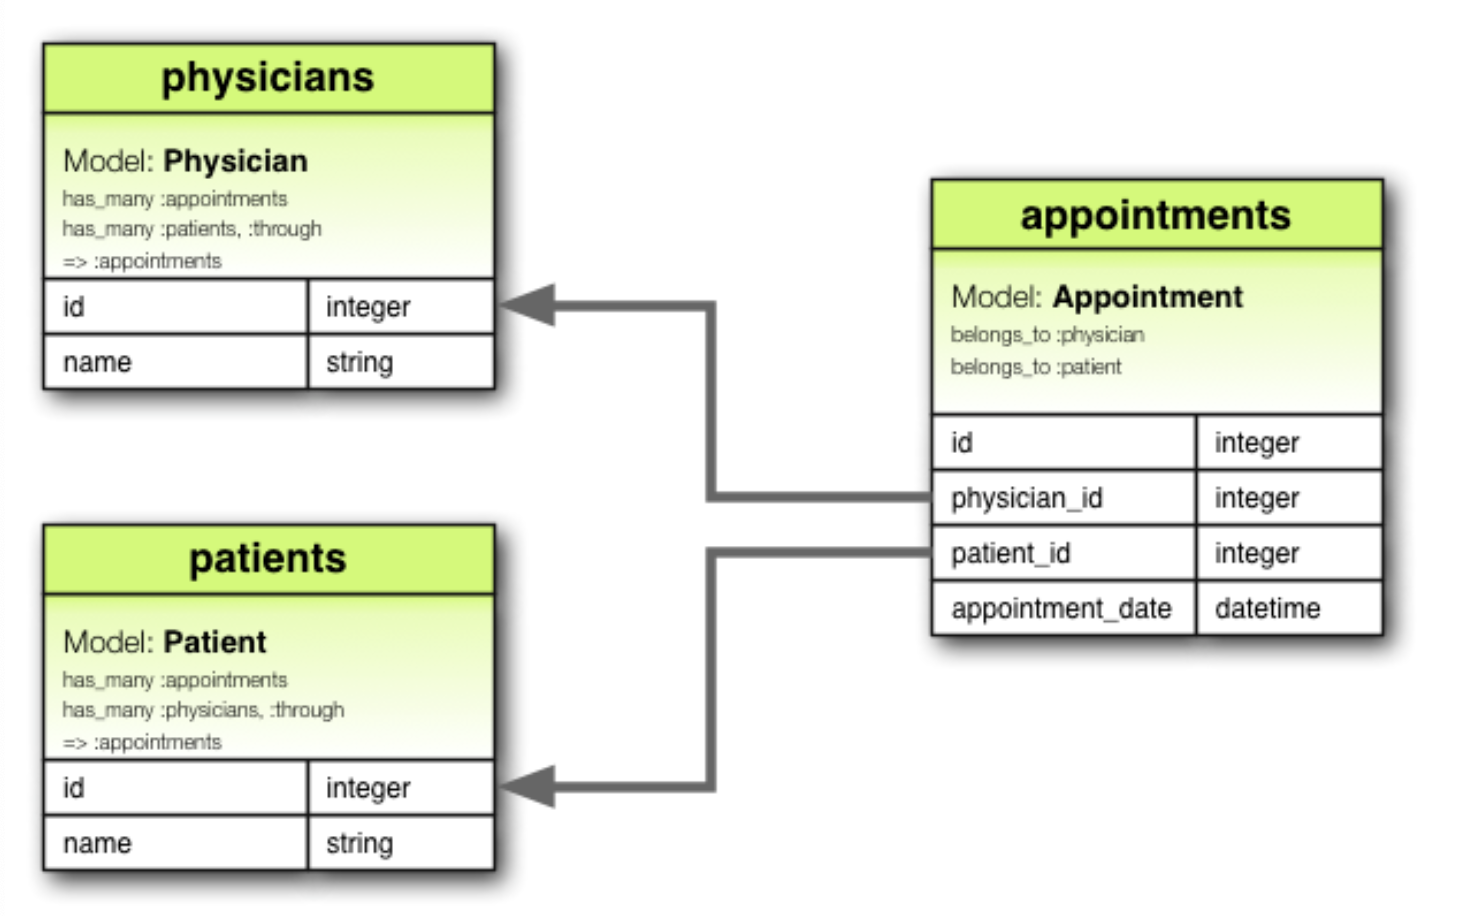 physicians
Model: Physician
has_many :appointments
has_many :patients, :through
=> :appointments
id integer
name string
patients
Model: Patient
has_many :appointments
has_many :physicians, :through
=> :appointments
id integer
name string
appointments
Model: Appointment
belongs_to :physician
belongs_to :patient
id integer
physician_id integer
patient_id integer
appointment_date datetime